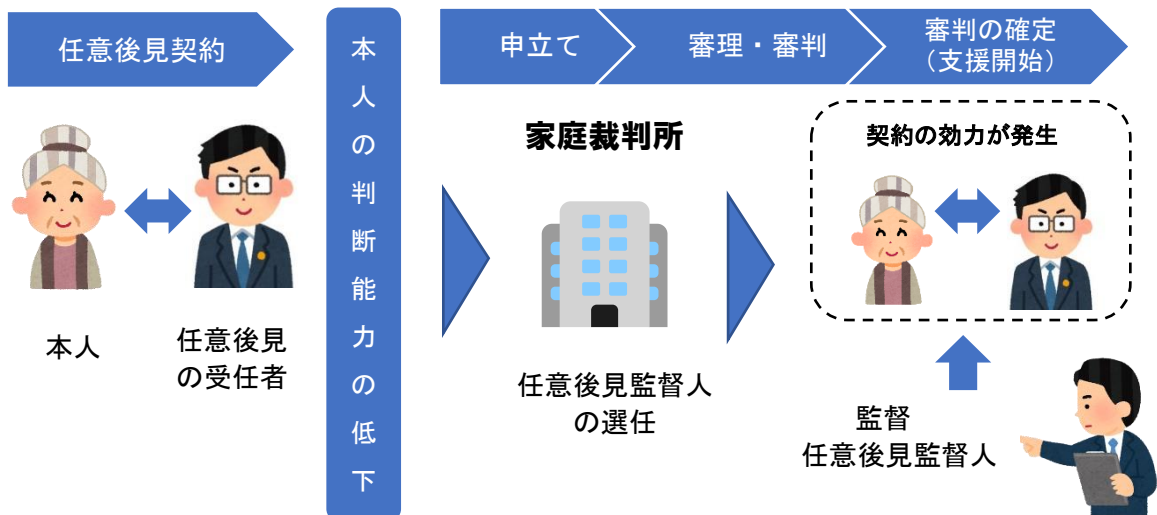 任意後見契約
本人
任意後見
の受任者
本人の判断能力の低下
申立て
審理・審判
審判の確定
（支援開始）
家庭裁判所
任意後見監督人
の選任
契約の効力が発生
監督
任意後見監督人